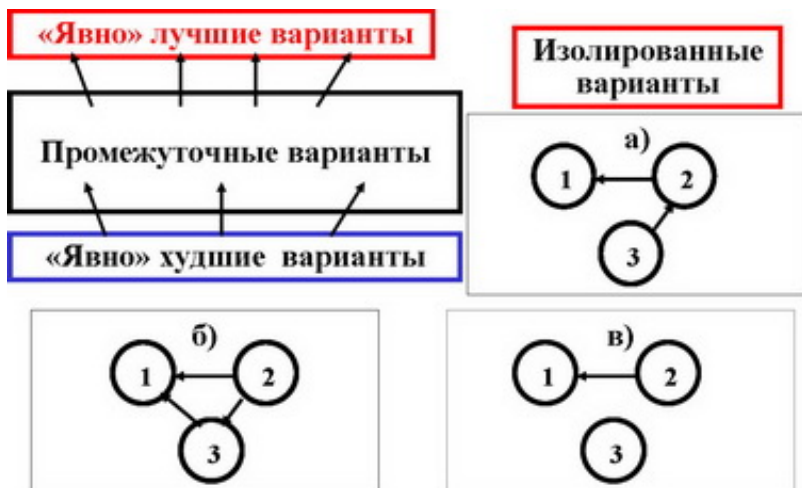 «Явно» лучшие варианты
Изолированные
варианты
Промежуточные варианты
«Явно» худшие варианты
а)
1
2
3
б)
1
2
3
в)
1
2
3